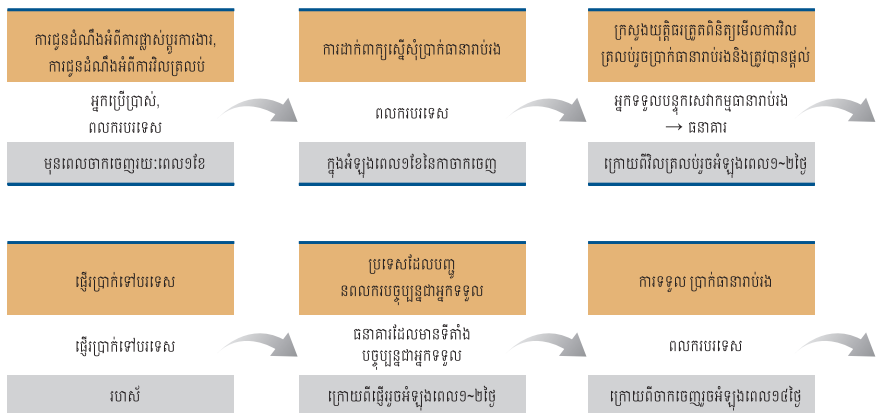 ការជូនដំណឹងអំពីការផ្លាស់ប្តូរការងារ,
ការជូនដំណឹងអំពីការវិលត្រលប់
អ្នកប្រើប្រាស់,
ពលករបរទេស
មុនពេលចាកចេញរយៈពេល១ខែ
ការដាក់ពាក្យស្នើសុំប្រាក់ធានារាប់រង
ពលករបរទេស
ក្នុងអំឡុងពេល១ខែនៃកាចាកចេញ
ក្រសួងយុត្តិធរត្រូតពិនិត្យមើលការវិល
ត្រលប់រួចប្រាក់ធានារាប់រងនិងត្រូវបានផ្តល់
អ្នកទទួលបន្ទុកសេវាកម្មធានារាប់រង
→ ធនាគារ
ក្រោយពីវិលត្រលប់រួចអំឡុងពេល១~២ថ្ងៃ
ផ្ញើរប្រាក់ទៅបរទេស
ផ្ញើរប្រាក់ទៅបរទេស
រហស័
ប្រទេសដែលបញ្ជូ
នពលករបច្ចុប្បន្នជាអ្នកទទួល
ធនាគារដែលមានទីតាំង
បច្ចុប្បន្នជាអ្នកទទួល
ក្រោយពីផ្ញើររួចអំឡុងពេល១~២ថ្ងៃ
ការទទួល ប្រាក់ធានារាប់រង
ពលករបរទេស
ក្រោយពីចាកចេញរួចអំឡុងពេល១៤ថ្ងៃ